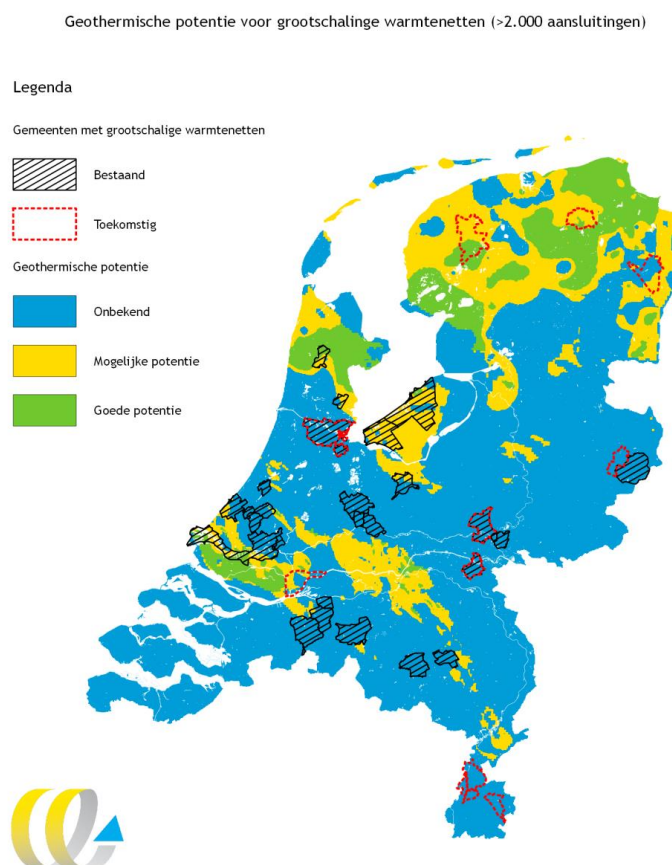 Geothermische potentie voor grootschalinge warmtenetten (>2.000 aansluitingen)
Legenda
Gemeenten met grootschalige warmtenetten
Bestaand
Toekomstig
Geothermische potentie
Onbekend
Mogelijke potentie
Goede potentie